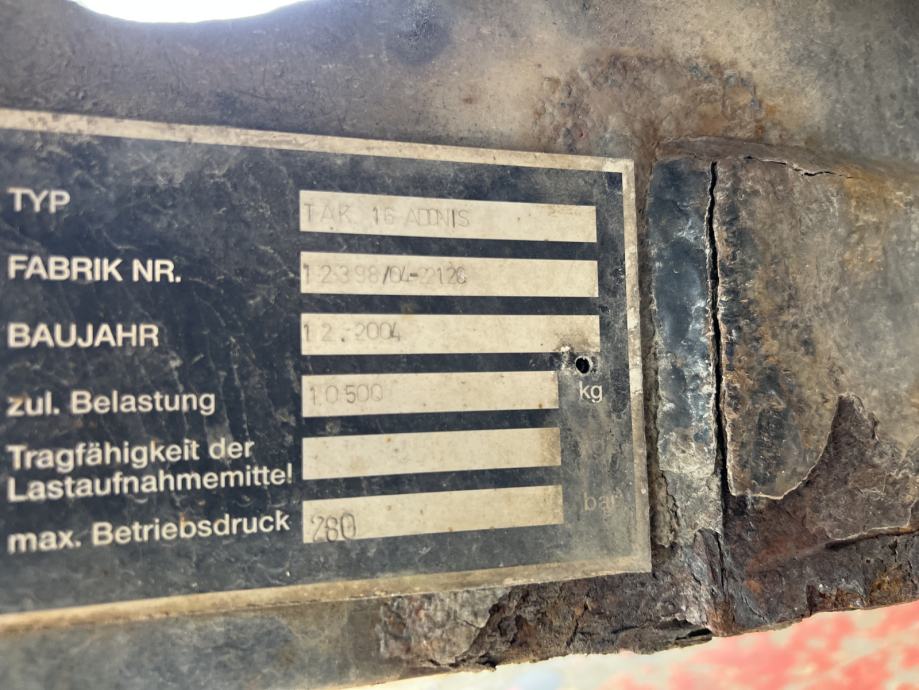 TYP TAK 16 ADONIS
FABRIK NR. 12398/04-2120
BAUJAHR 12.2004
zul. Belastung 10500 kg
Tragfähigkeit der
Lastaufnahmemittel
max. Betriebsdruck 280 bar